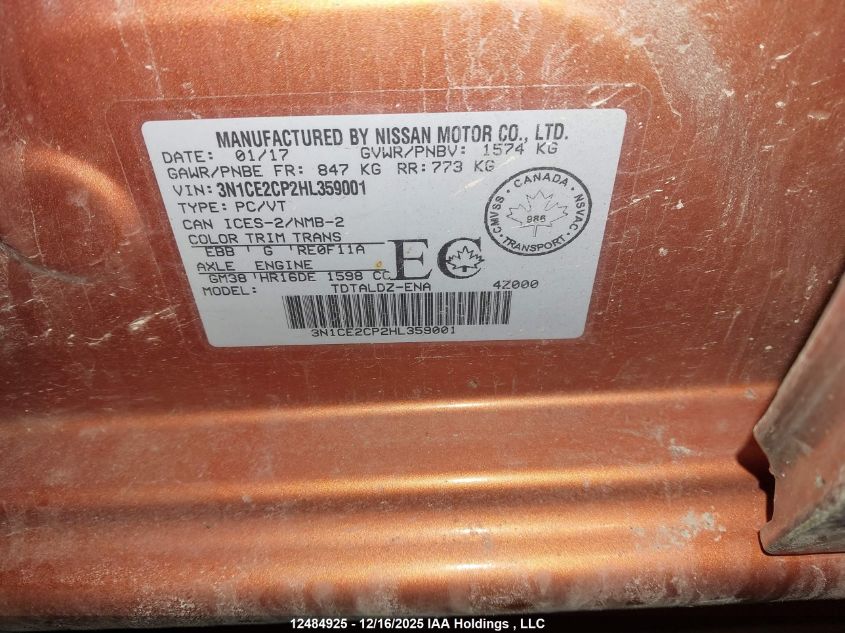 MANUFACTURED BY NISSAN MOTOR CO., LTD.
DATE: 01/17 GVWR/PNBV: 1574 KG
GAWR/PNBE FR: 847 KG RR:773 KG
VIN: 3N1CE2CP2HL359001
TYPE: PC/VT
CAN ICES-2/NMB-2
COLOR TRIM TRANS
EBB G RE0F11A
AXLE ENGINE
GM38 HR16DE 1598 CC
MODEL: TDTALDZ-ENA 4Z000
3N1CE2CP2HL359001
EC
CANADA
CMVSS NSVAC
986
TRANSPORT
12484925 - 12/16/2025 IAA Holdings , LLC